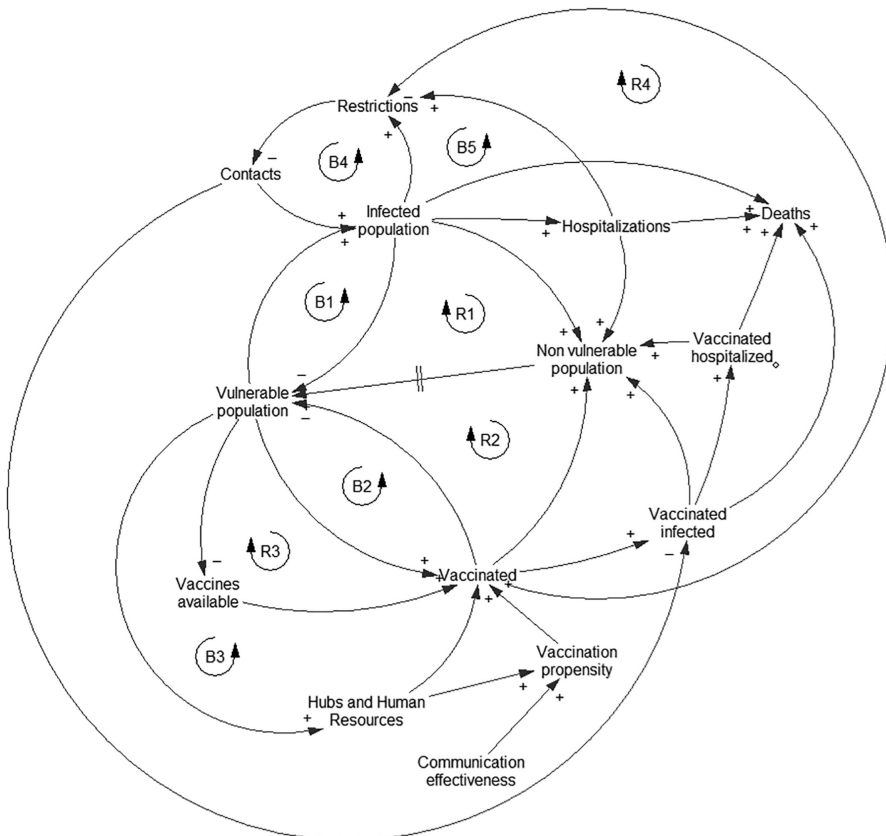 R4
Restrictions
–
+
+
B4
B5
–
Contacts
+
+
Infected
population
+
Hospitalizations
+
+
+
+
Deaths
B1
R1
+
+
Non vulnerable
population
+
+
+
Vaccinated
hospitalized
+
–
Vulnerable
population
–
R2
B2
Vaccinated
infected
+
–
R3
–
Vaccines
available
+
+
Vaccinated
+
+
B3
Vaccination
propensity
+
+
+
Hubs and Human
Resources
Communication
effectiveness